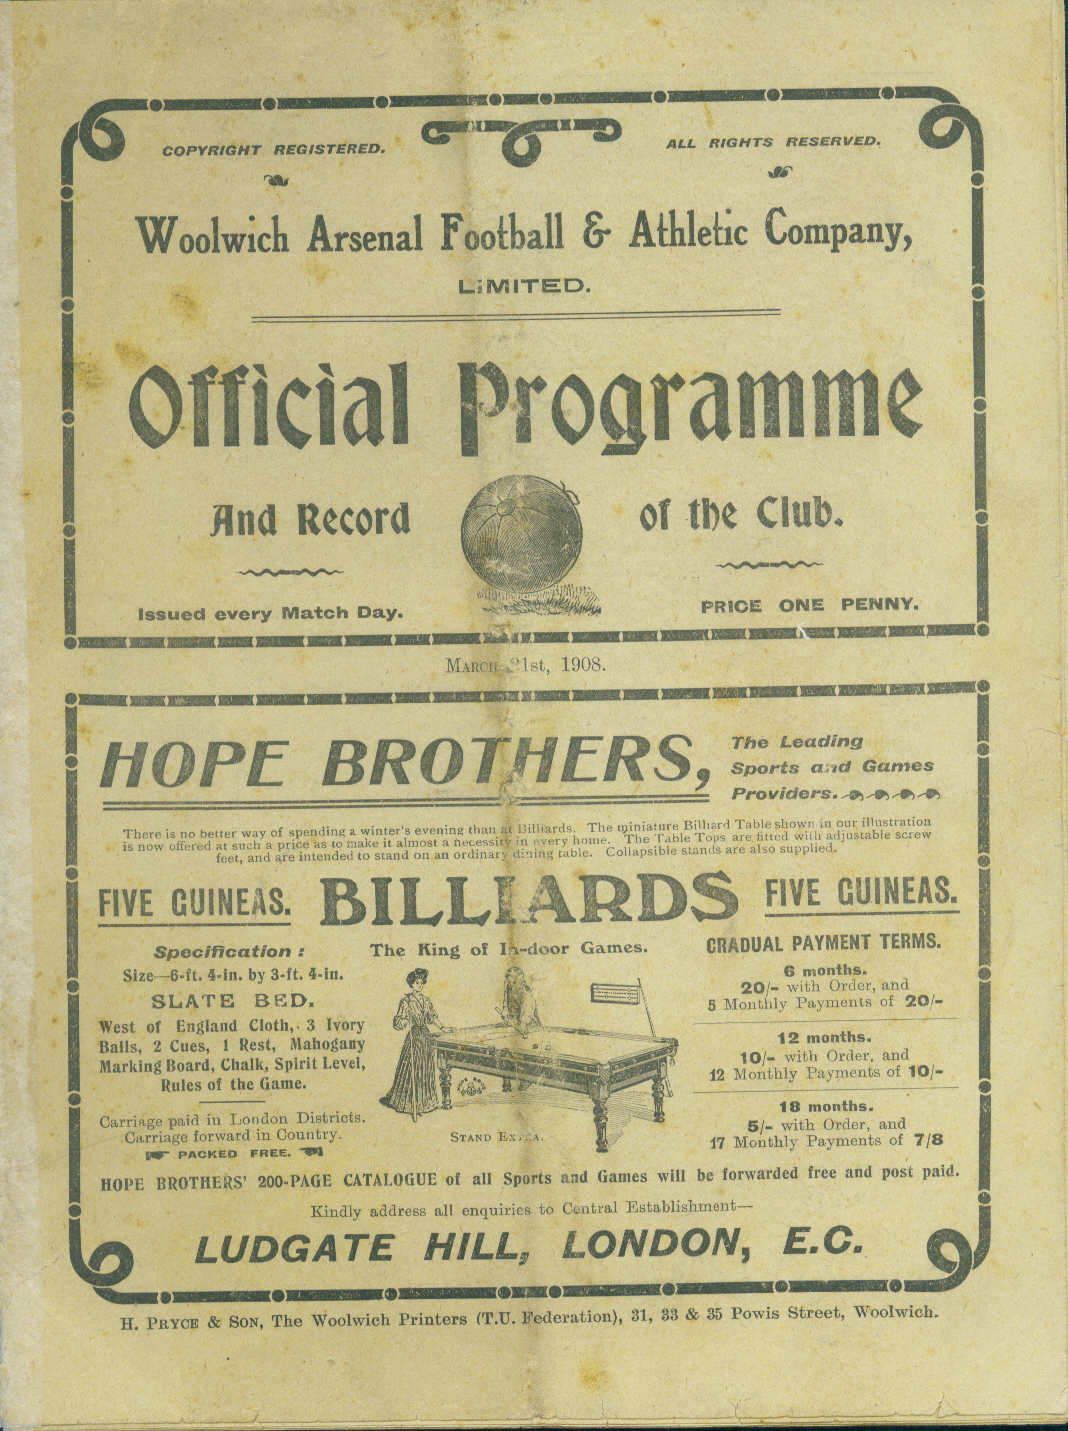 COPYRIGHT REGISTERED.
ALL RIGHTS RESERVED.
Woolwich Arsenal Football & Athletic Company,
LIMITED.
Official Programme
And Record of the Club.
Issued every Match Day.
PRICE ONE PENNY.
MARCH 21st, 1908.
HOPE BROTHERS,
The Leading
Sports and Games
Providers.
There is no better way of spending a winter's evening than at Billiards. The miniature Billiard Table shown in our illustration
is now offered at such a price as to make it almost a necessity in every home. The Table Tops are fitted with adjustable screw
feet, and are intended to stand on an ordinary dining table. Collapsible stands are also supplied.
FIVE GUINEAS. BILLIARDS FIVE GUINEAS.
Specification :
Size—6-ft. 4-in. by 3-ft. 4-in.
SLATE BED.
West of England Cloth, 3 Ivory
Balls, 2 Cues, 1 Rest, Mahogany
Marking Board, Chalk, Spirit Level,
Rules of the Game.
Carriage paid in London Districts.
Carriage forward in Country.
PACKED FREE.
The King of In-door Games.
STAND EXTRA.
GRADUAL PAYMENT TERMS.
6 months.
20/- with Order, and
5 Monthly Payments of 20/-
12 months.
10/- with Order, and
12 Monthly Payments of 10/-
18 months.
5/- with Order, and
17 Monthly Payments of 7/8
HOPE BROTHERS' 200-PAGE CATALOGUE of all Sports and Games will be forwarded free and post paid.
Kindly address all enquiries to Central Establishment—
LUDGATE HILL, LONDON, E.C.
H. PRYCE & SON, The Woolwich Printers (T.U. Federation), 31, 33 & 35 Powis Street, Woolwich.